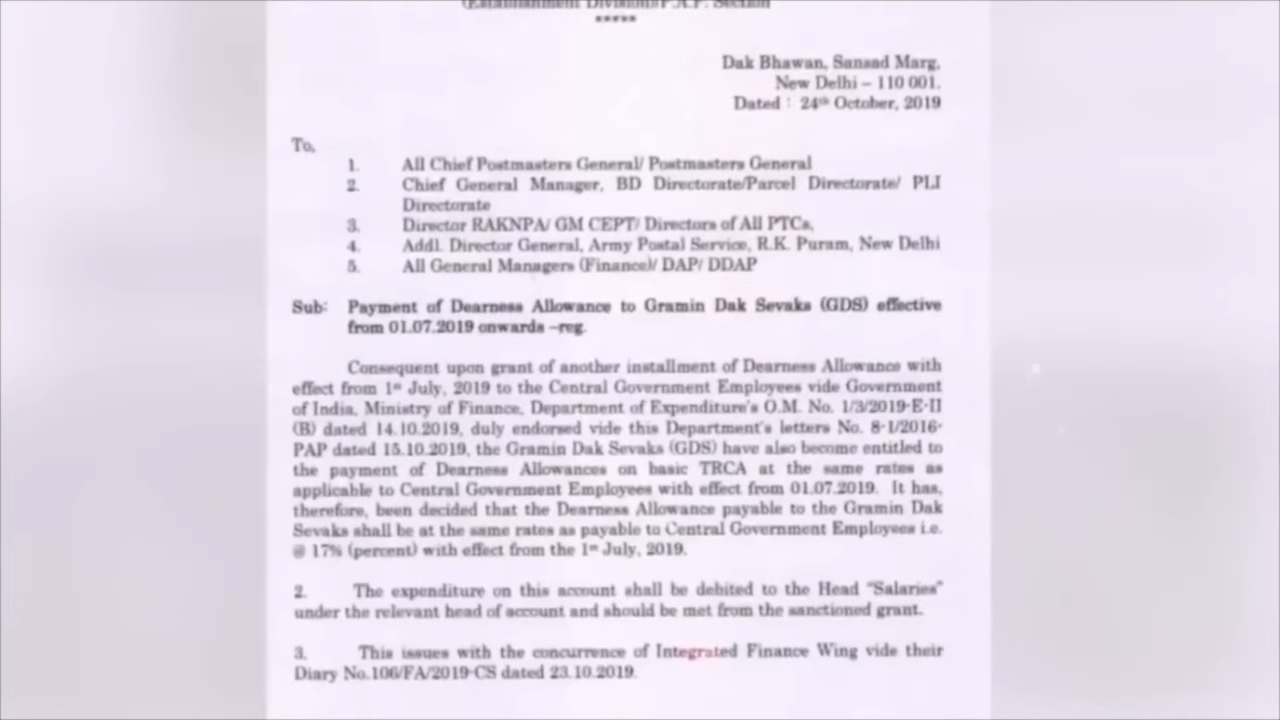 (Establishment Division/P.A.P. Section
*****
Dak Bhawan, Sansad Marg,
New Delhi – 110 001.
Dated : 24th October, 2019
To,
1. All Chief Postmasters General/ Postmasters General
2. Chief General Manager, BD Directorate/Parcel Directorate/ PLI
Directorate
3. Director RAKNPA/ GM CEPT/ Directors of All PTCs,
4. Addl. Director General, Army Postal Service, R.K. Puram, New Delhi
5. All General Managers (Finance)/ DAP/ DDAP
Sub: Payment of Dearness Allowance to Gramin Dak Sevaks (GDS) effective
from 01.07.2019 onwards –reg.
Consequent upon grant of another installment of Dearness Allowance with
effect from 1st July, 2019 to the Central Government Employees vide Government
of India, Ministry of Finance, Department of Expenditure's O.M. No. 1/3/2019-E-II
(B) dated 14.10.2019, duly endorsed vide this Department's letters No. 8-1/2016-
PAP dated 15.10.2019, the Gramin Dak Sevaks (GDS) have also become entitled to
the payment of Dearness Allowances on basic TRCA at the same rates as
applicable to Central Government Employees with effect from 01.07.2019. It has,
therefore, been decided that the Dearness Allowance payable to the Gramin Dak
Sevaks shall be at the same rates as payable to Central Government Employees i.e.
@ 17% (percent) with effect from the 1st July, 2019.
2. The expenditure on this account shall be debited to the Head "Salaries"
under the relevant head of account and should be met from the sanctioned grant.
3. This issues with the concurrence of Integrated Finance Wing vide their
Diary No.106/FA/2019-CS dated 23.10.2019.